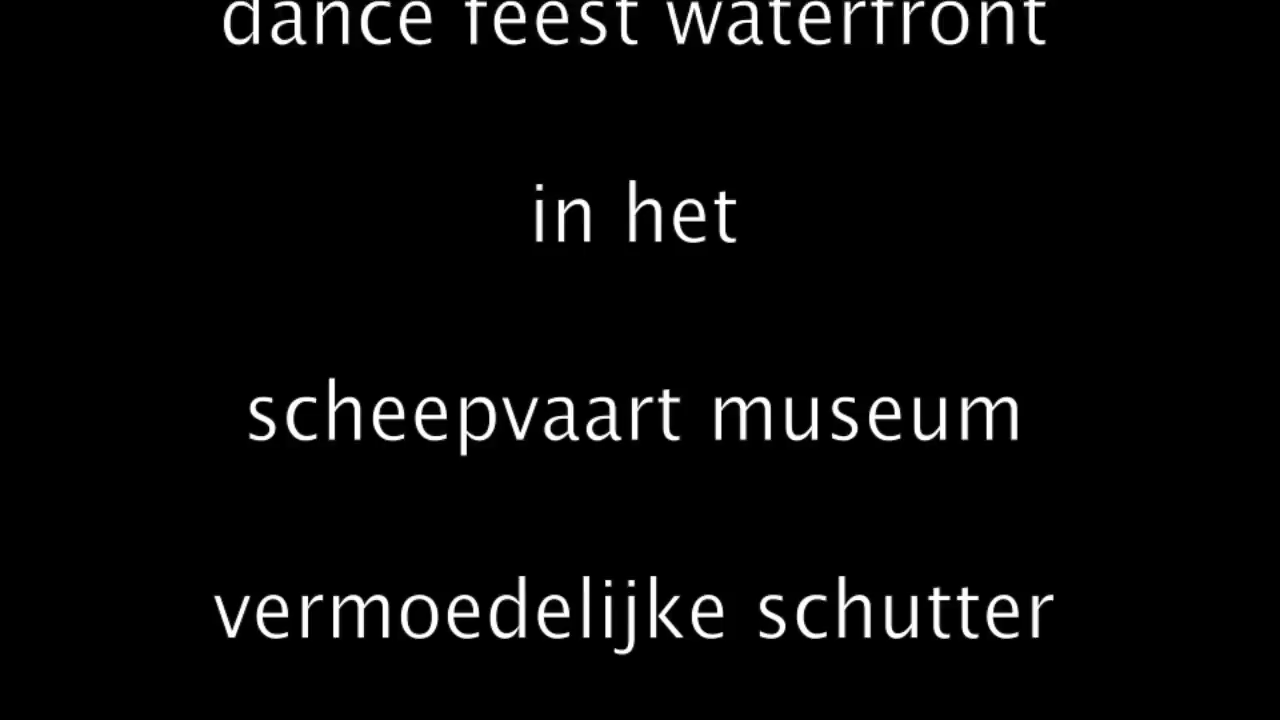 dance feest waterfront
in het
scheepvaart museum
vermoedelijke schutter